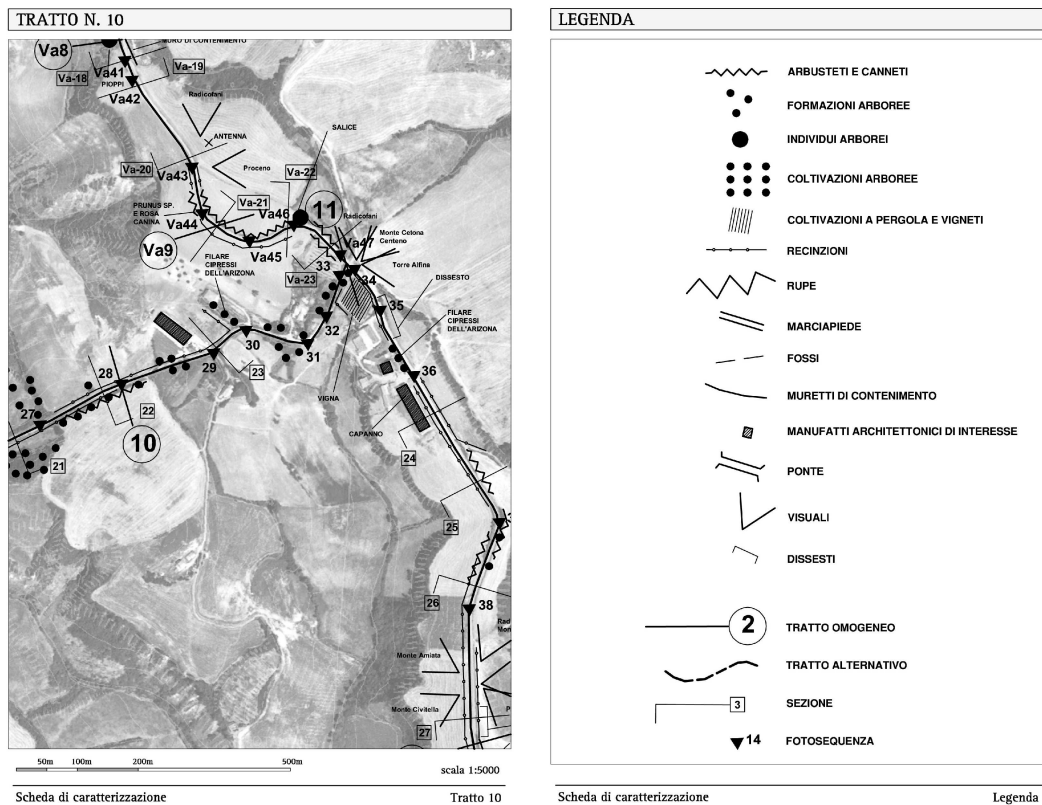 TRATTO N. 10
Va8
MURO DI CONTENIMENTO
Va-18
Va41
Va-19
PIOPPI
Va42
Radicofani
SALICE
ANTENNA
Va-20
Va43
Proceno
Va-22
PRUNUS SP.
E ROSA
CANINA
Va-21
Va44
Va46
11
Radicofani
Va9
Va45
Va47
Monte Cetona
Centeno
FILARE
CIPRESSI
DELL'ARIZONA
Va-23
33
34
Torre Alfina
DISSESTO
35
FILARE
CIPRESSI
DELL'ARIZONA
32
30
31
29
23
36
28
VIGNA
27
22
10
CAPANNO
21
24
25
26
38
Rad
Mon
Monte Amiata
Monte Civitella
P
27
50m
100m
200m
500m
scala 1:5000
Scheda di caratterizzazione
Tratto 10
LEGENDA
ARBUSTETI E CANNETI
FORMAZIONI ARBOREE
INDIVIDUI ARBOREI
COLTIVAZIONI ARBOREE
COLTIVAZIONI A PERGOLA E VIGNETI
RECINZIONI
RUPE
MARCIAPIEDE
FOSSI
MURETTI DI CONTENIMENTO
MANUFATTI ARCHITETTONICI DI INTERESSE
PONTE
VISUALI
DISSESTI
2 TRATTO OMOGENEO
TRATTO ALTERNATIVO
3 SEZIONE
14 FOTOSEQUENZA
Scheda di caratterizzazione
Legenda